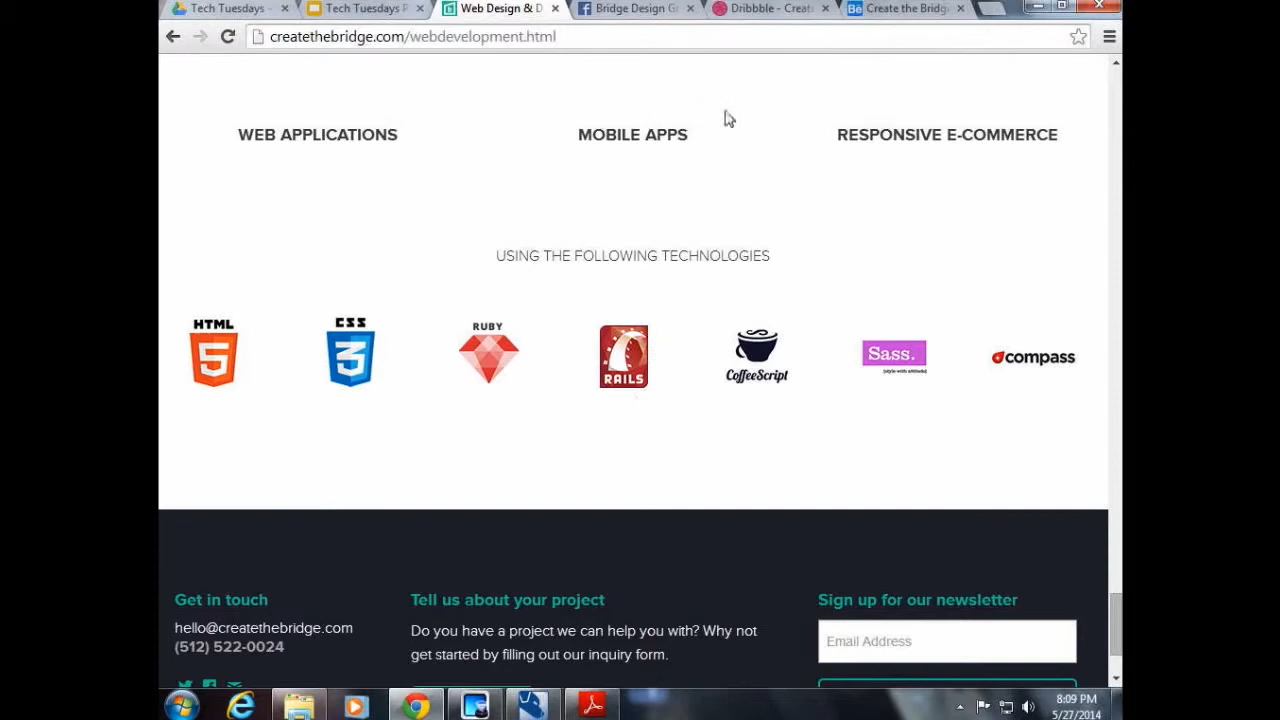 Tech Tuesdays -
Tech Tuesdays P
Web Design & D
Bridge Design G
Dribbble - Creat
Create the Bridg
createthebridge.com/webdevelopment.html
WEB APPLICATIONS
MOBILE APPS
RESPONSIVE E-COMMERCE
USING THE FOLLOWING TECHNOLOGIES
HTML
5
CSS
3
RUBY
RAILS
CoffeeScript
Sass.
{style with attitude}
compass
Get in touch
hello@createthebridge.com
(512) 522-0024
Tell us about your project
Do you have a project we can help you with? Why not
get started by filling out our inquiry form.
Sign up for our newsletter
Email Address
8:09 PM
5/27/2014